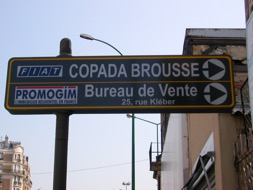 FIAT COPADA BROUSSE
PROMOGIM Bureau de Vente
25, rue Kléber